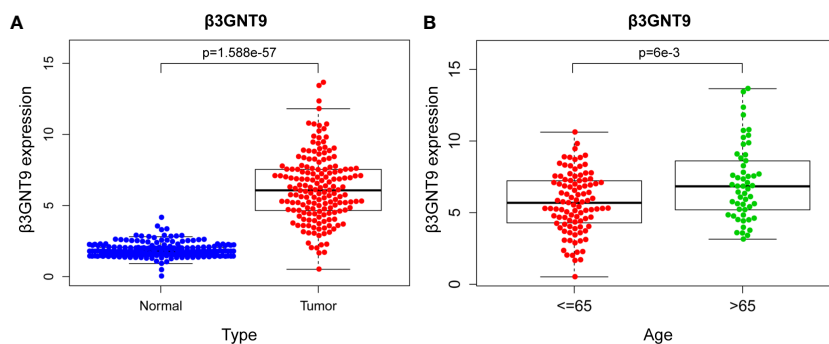 A
β3GNT9
p=1.588e-57
β3GNT9 expression
15
10
5
0
Normal
Tumor
Type
B
β3GNT9
p=6e-3
β3GNT9 expression
15
10
5
0
<=65
>65
Age